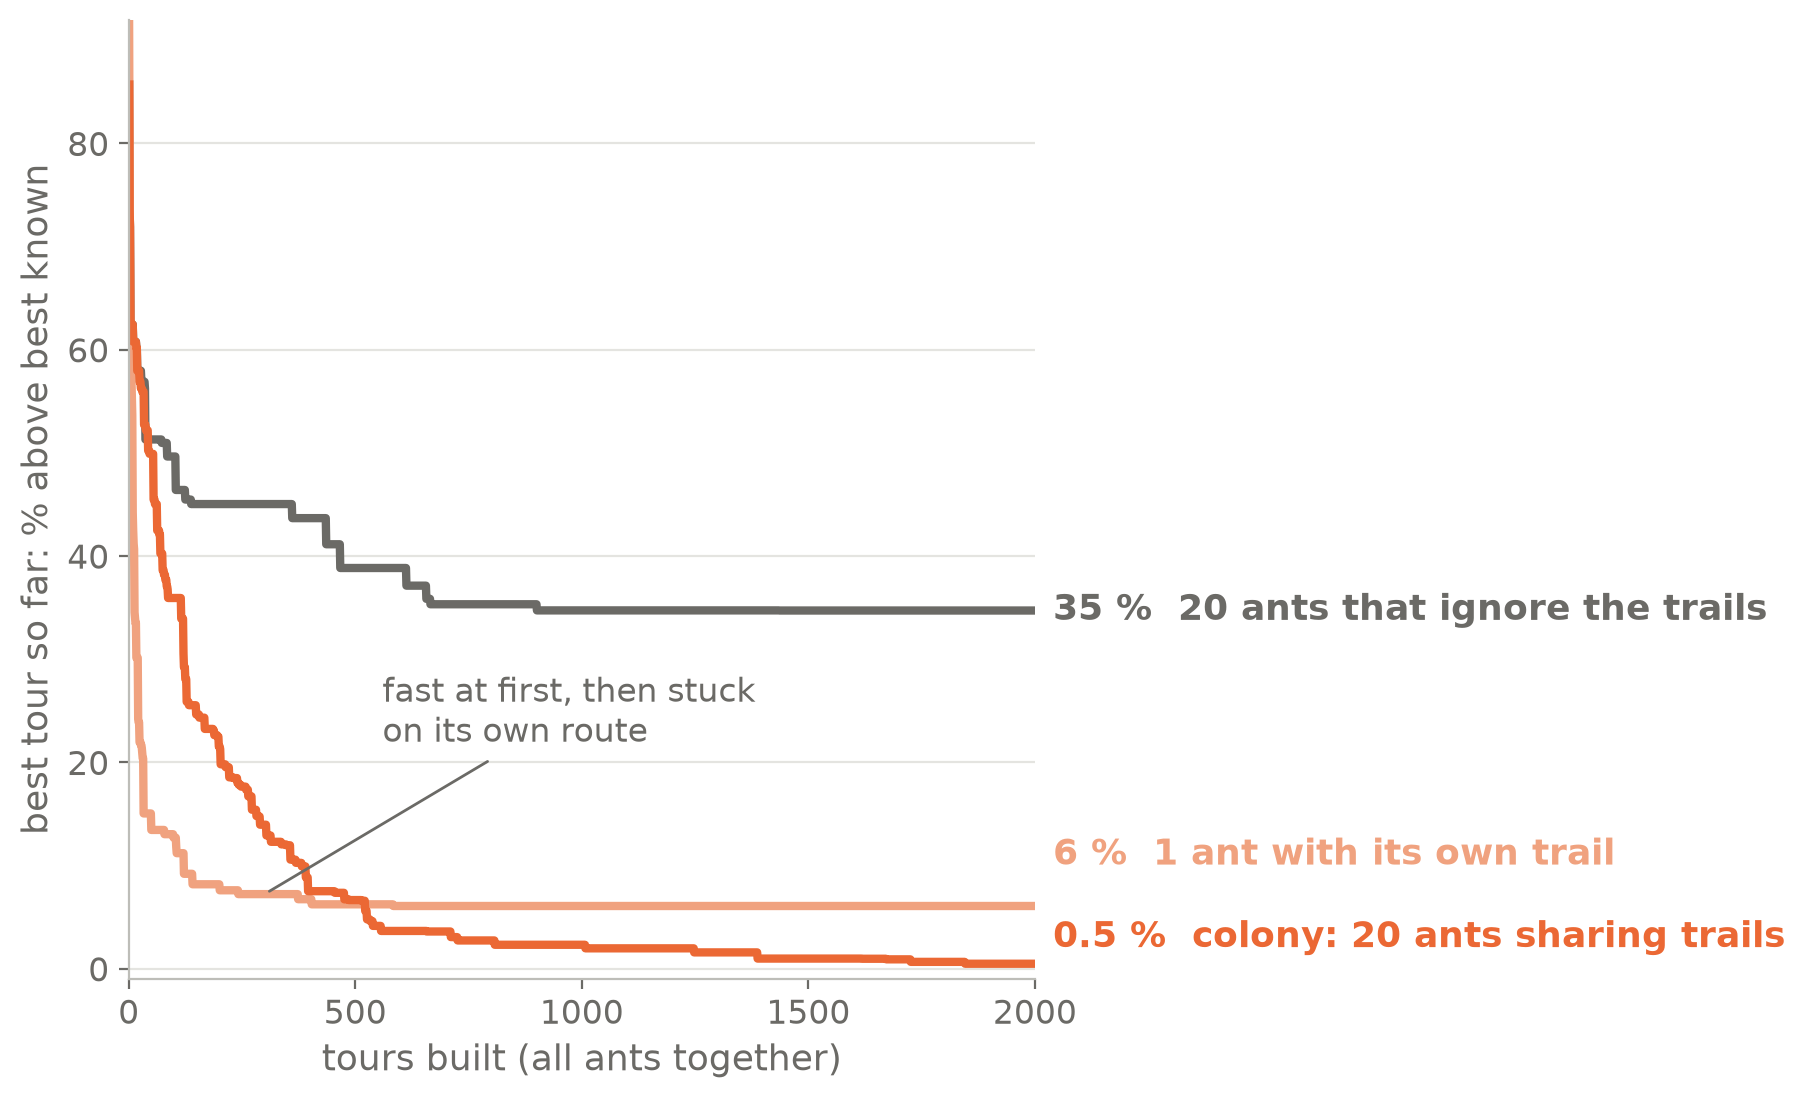 best tour so far: % above best known
80
60
40
20
0
0 500 1000 1500 2000
tours built (all ants together)
fast at first, then stuck
on its own route
35 % 20 ants that ignore the trails
6 % 1 ant with its own trail
0.5 % colony: 20 ants sharing trails